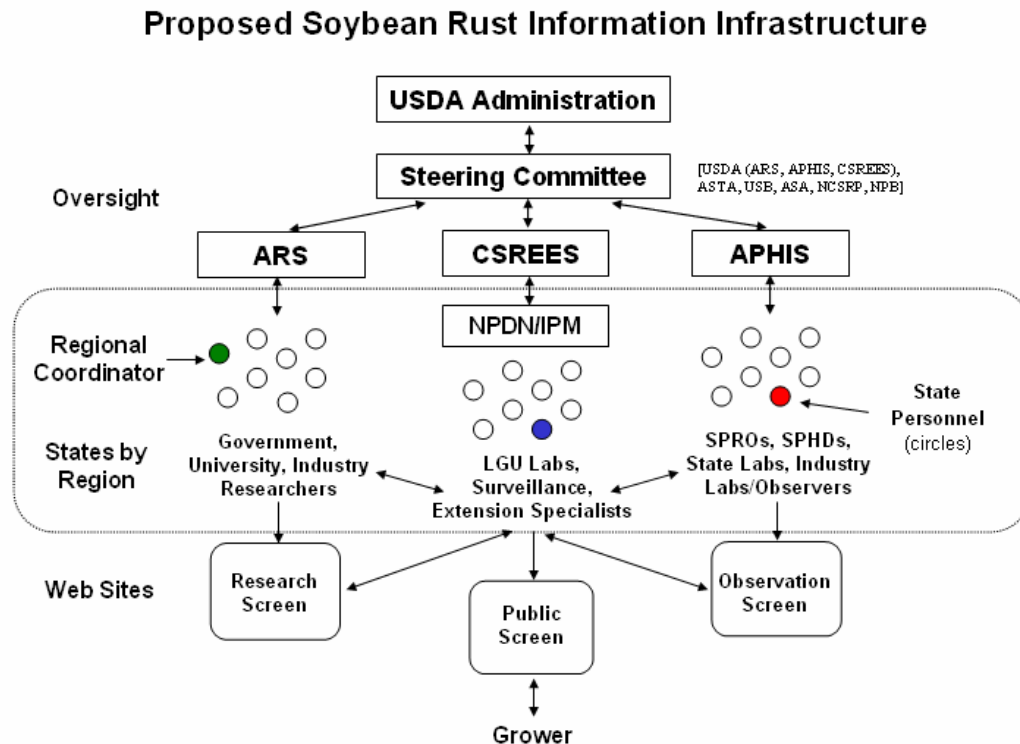 Proposed Soybean Rust Information Infrastructure
USDA Administration
Steering Committee
[USDA (ARS, APHIS, CSREES),
ASTA, USB, ASA, NCSRP, NPB]
Oversight
ARS
CSREES
APHIS
NPDN/IPM
Regional
Coordinator
State
Personnel
(circles)
States by
Region
Government,
University, Industry
Researchers
LGU Labs,
Surveillance,
Extension Specialists
SPROs, SPHDs,
State Labs, Industry
Labs/Observers
Web Sites
Research
Screen
Public
Screen
Observation
Screen
Grower